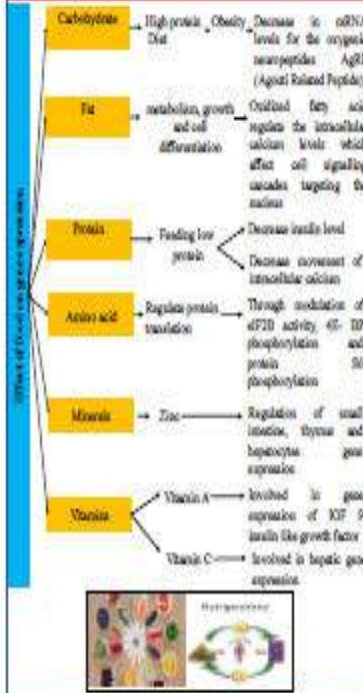 Effect of Food on gene expression
Carbohydrate
High protein
Diet
Obesity
Decrease in mRNA
levels for the orygenic
neuropeptides AgRP
(Agouti Related Peptide)
Fat
metabolism, growth
and cell
differentiation
Oxidized fatty
regulate the intracellular
calcium levels which
affect cell signaling
cascades targeting the
nucleus
Protein
Feeding low
protein
Decrease insulin level
Decrease movement of
intracellular calcium
Amino acid
Regulate protein
translation
Through modulation of
eIF2B activity,
phosphorylation and
protein S6
phosphorylation
Minerals
Zinc
Regulation of small
intestine, thymus and
hepatocytes gene
expression
Vitamins
Vitamin A
Involved in gene
expression of IGF
insulin like growth factor
Vitamin C
Involved in hepatic gene
expression